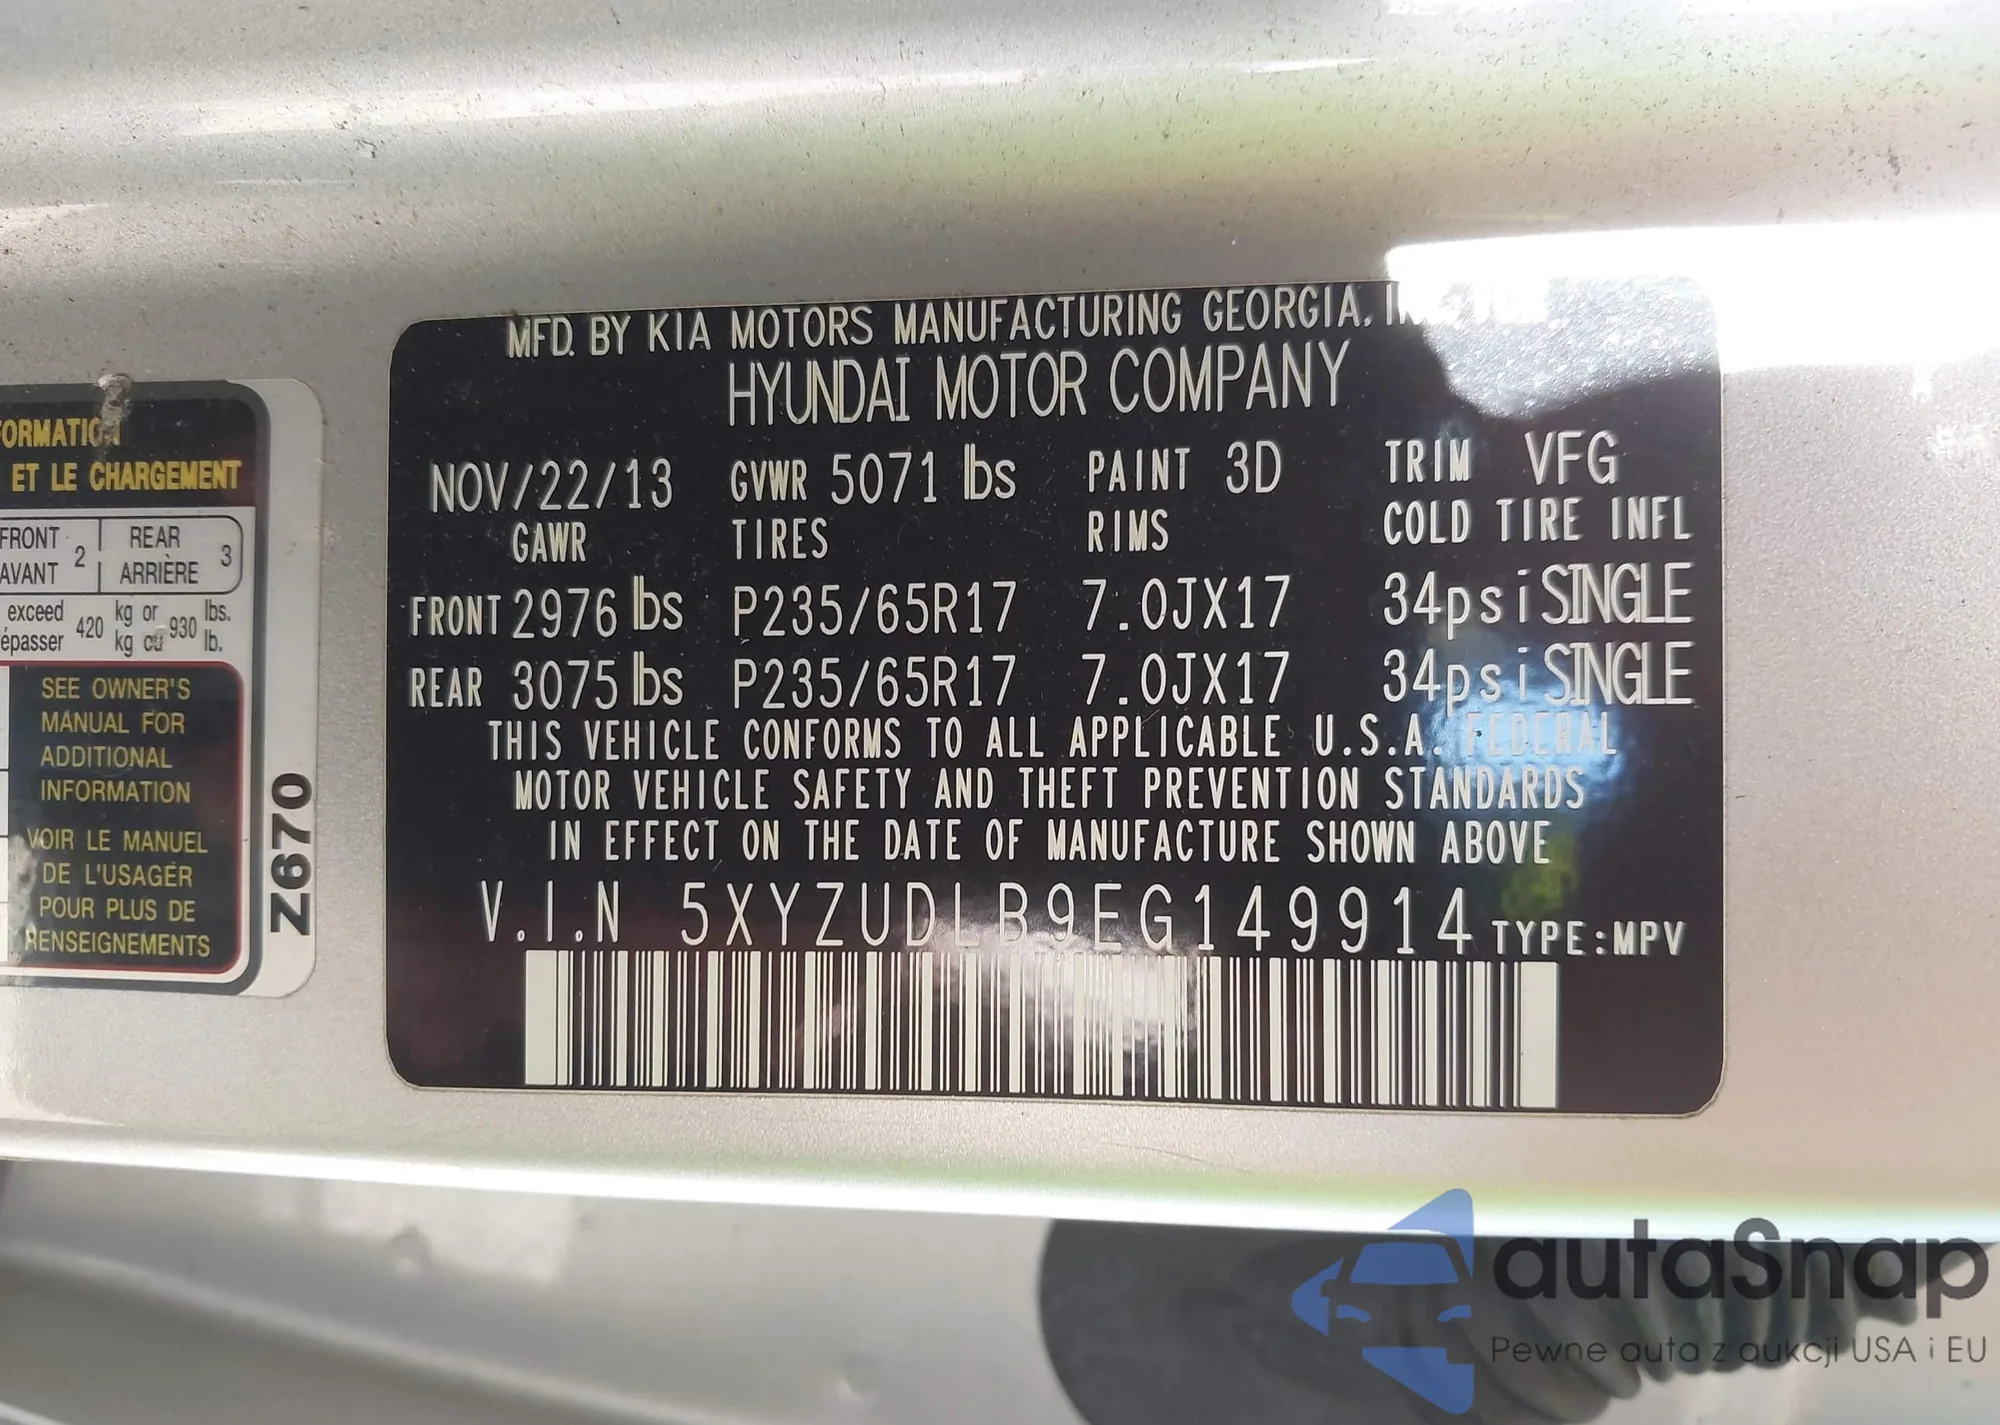 MFD. BY KIA MOTORS MANUFACTURING GEORGIA,
HYUNDAI MOTOR COMPANY
NOV/22/13 GVWR 5071 lbs PAINT 3D TRIM VFG
GAWR TIRES RIMS COLD TIRE INFL
FRONT 2976 lbs P235/65R17 7.0JX17 34psi SINGLE
REAR 3075 lbs P235/65R17 7.0JX17 34psi SINGLE
THIS VEHICLE CONFORMS TO ALL APPLICABLE U.S.A. FEDERAL
MOTOR VEHICLE SAFETY AND THEFT PREVENTION STANDARDS
IN EFFECT ON THE DATE OF MANUFACTURE SHOWN ABOVE
V.I.N 5XYZUDLB9EG149914 TYPE:MPV
ET LE CHARGEMENT
FRONT 2 REAR 3
AVANT ARRIÈRE
exceed 420 kg or 930 lbs.
kg ou lb.
SEE OWNER'S
MANUAL FOR
ADDITIONAL
INFORMATION
VOIR LE MANUEL
DE L'USAGER
POUR PLUS DE
RENSEIGNEMENTS
Z670
autaSnap
Pewne auta z aukcji USA i EU